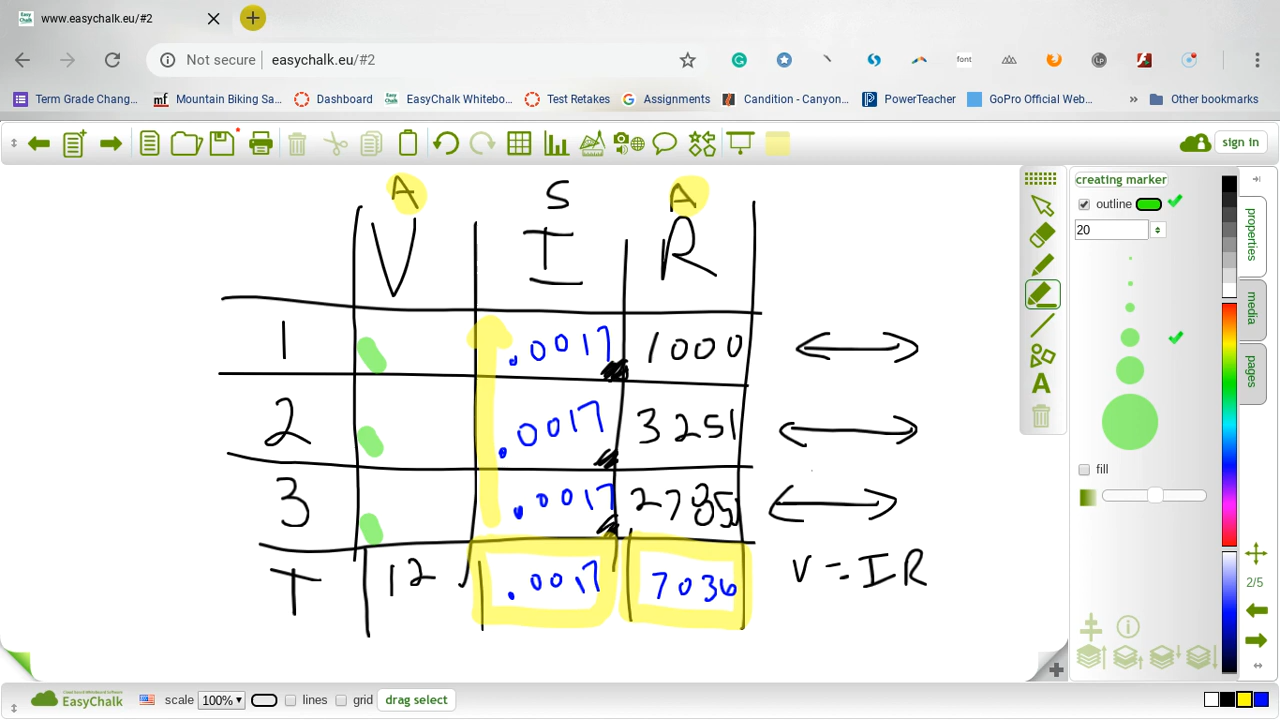 www.easychalk.eu/#2
Not secure easychalk.eu/#2
font
Lp
Term Grade Chang... mf Mountain Biking Sa... Dashboard EasyChalk Whitebo... Test Retakes Assignments Candition - Canyon... PowerTeacher GoPro Official Web... » Other bookmarks
sign in
A S A
V I R
1 .0017 1000
2 .0017 3251
3 .0017 2785
T 12 V .0017 7036 V = IR
creating marker
outline
20
fill
properties
media
pages
2/5
EasyChalk scale 100% lines grid drag select